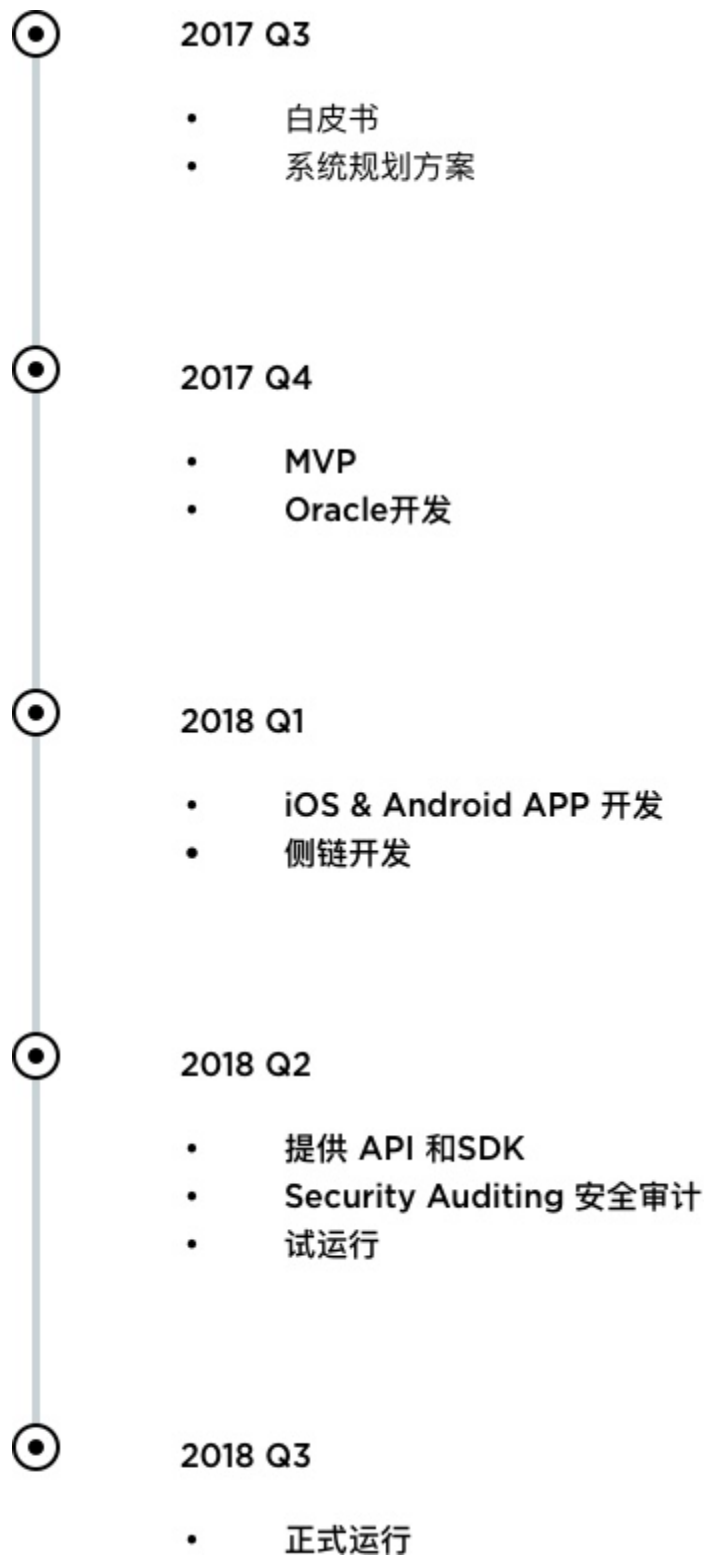 2017 Q3
• 白皮书
• 系统规划方案
2017 Q4
• MVP
• Oracle开发
2018 Q1
• iOS & Android APP 开发
• 侧链开发
2018 Q2
• 提供 API 和SDK
• Security Auditing 安全审计
• 试运行
2018 Q3
• 正式运行